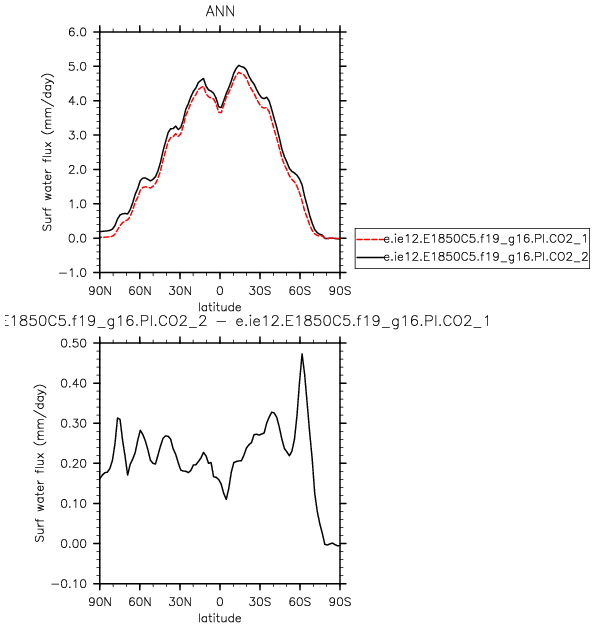 ANN
6.0
5.0
4.0
3.0
2.0
1.0
0.0
−1.0
Surf water flux (mm/day)
90N 60N 30N 0 30S 60S 90S
latitude
e.ie12.E1850C5.f19_g16.PI.CO2_1
e.ie12.E1850C5.f19_g16.PI.CO2_2
E1850C5.f19_g16.PI.CO2_2 − e.ie12.E1850C5.f19_g16.PI.CO2_1
0.50
0.40
0.30
0.20
0.10
0.00
−0.10
Surf water flux (mm/day)
90N 60N 30N 0 30S 60S 90S
latitude